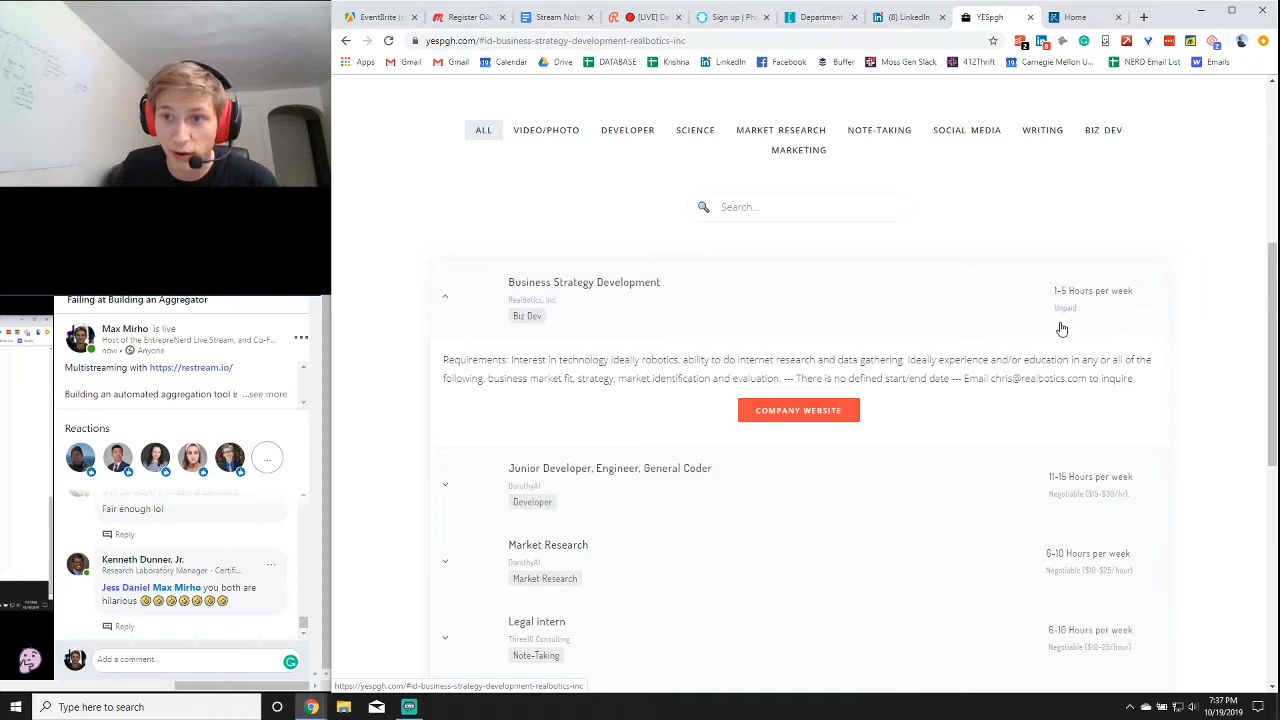 EventBrite (s
Register OA
Stream Note
[LIVE] Da
Sign up | Pha
Department
(8) LinkedIn
YESpgh
Home
yespgh.com/#id-business-strategy-development-realbotics-inc
Apps
Gmail
Gmail
Calendar
Drive
DATABASE
Krishna
LinkedIn
Facebook
Buffer
Moss Gen Slack
412Thrift
Carnegie Mellon U...
NERD Email List
Emails
ALL
VIDEO/PHOTO
DEVELOPER
SCIENCE
MARKET RESEARCH
NOTE-TAKING
SOCIAL MEDIA
WRITING
BIZ DEV
MARKETING
Search...
Business Strategy Development
RealBotics, Inc.
Biz Dev
1-5 Hours per week
Unpaid
Requirements: Interest in technology ideally robotics, ability to do internet research and data gathering. Ideally experience and/or education in any or all of the
following: business market fit, strategy, market identification and evaluation. --- There is no defined start/end date --- Email chris@realbotics.com to inquire
COMPANY WEBSITE
Junior Developer, Engineer, General Coder
DorothyAI
Developer
11-15 Hours per week
Negotiable ($15-$30/hr).
Market Research
DorothyAI
Market Research
6-10 Hours per week
Negotiable ($10-$25/hour)
Legal intern
Three10 Consulting
Note-Taking
6-10 Hours per week
Negotiable ($10-25/hour)
https://yespgh.com/#id-business-strategy-development-realbotics-inc
Failing at Building an Aggregator
Max Mirho is live
Host of the EntrepreNerd Live Stream, and Co-F...
now • Anyone
Multistreaming with https://restream.io/
Building an automated aggregation tool is ...see more
Reactions
...
Fair enough lol
Reply
Kenneth Dunner, Jr.
Research Laboratory Manager - Certifi...
Jess Daniel Max Mirho you both are
hilarious
Reply
Add a comment...
Type here to search
7:37 PM
10/19/2019